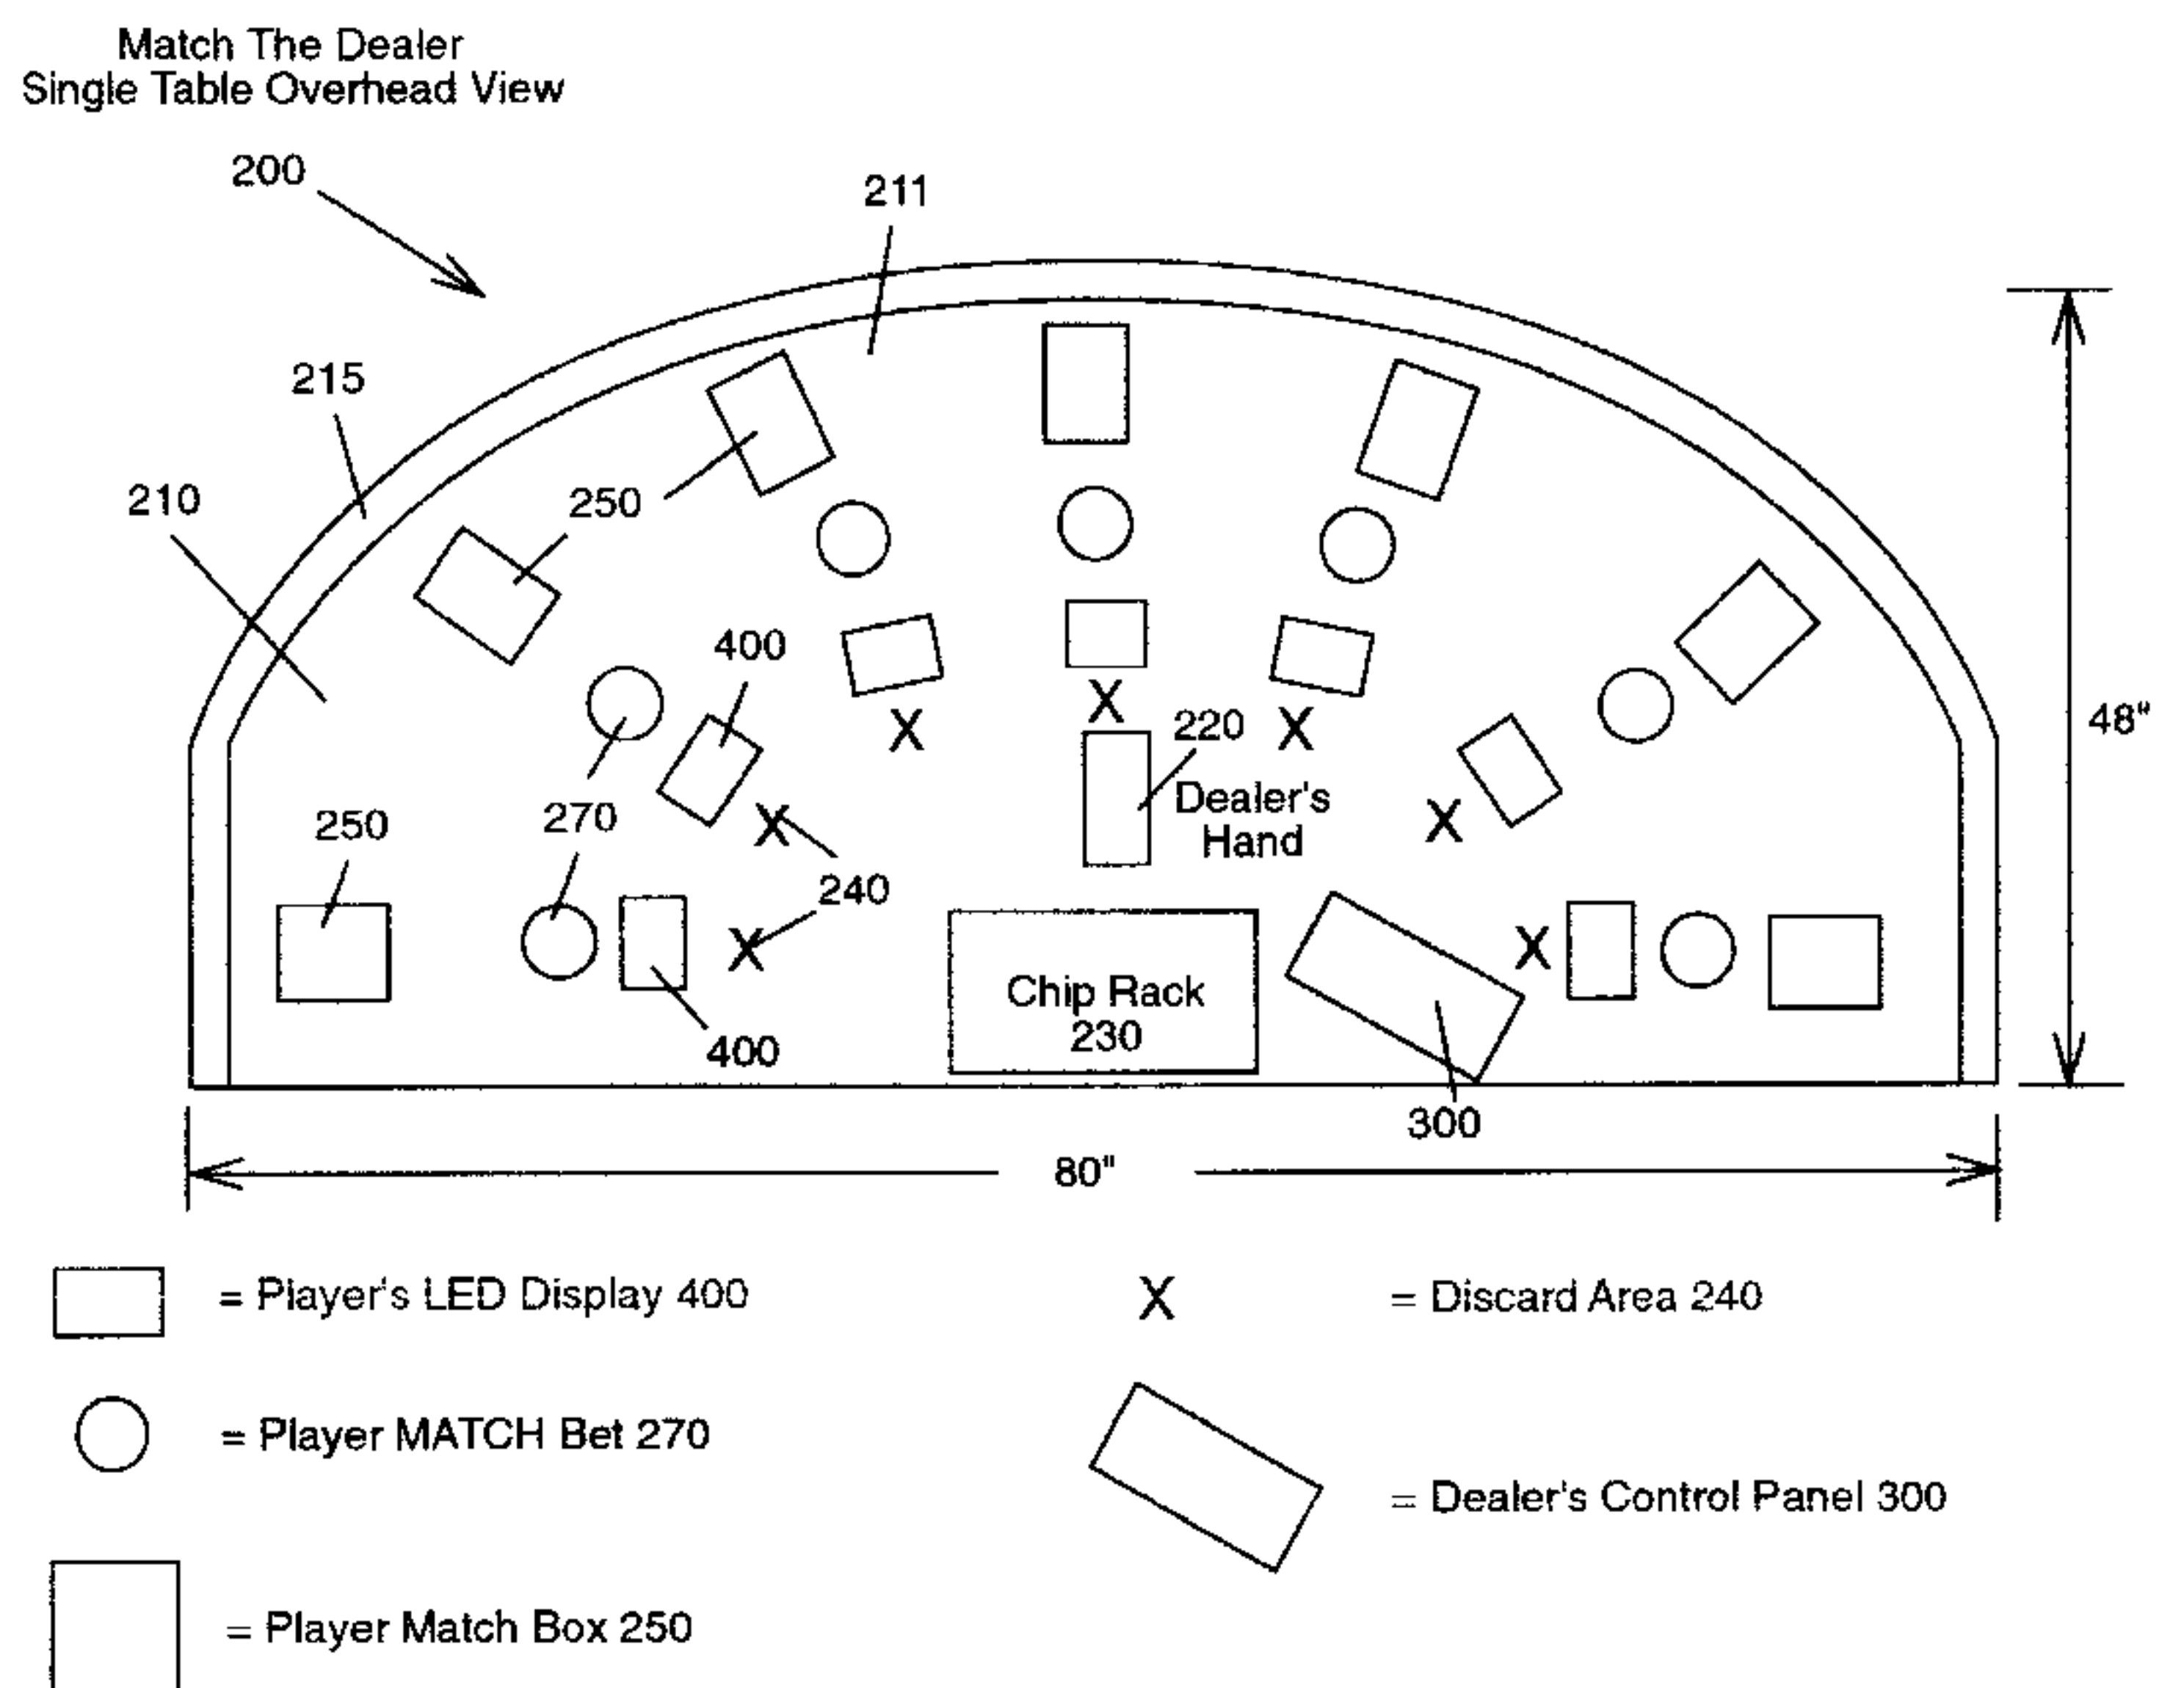 Match The Dealer
Single Table Overhead View
200
211
215
210
250
400
220
Dealer's
Hand
48"
250
270
240
Chip Rack
230
400
300
80"
= Player's LED Display 400
X = Discard Area 240
= Player MATCH Bet 270
= Dealer's Control Panel 300
= Player Match Box 250